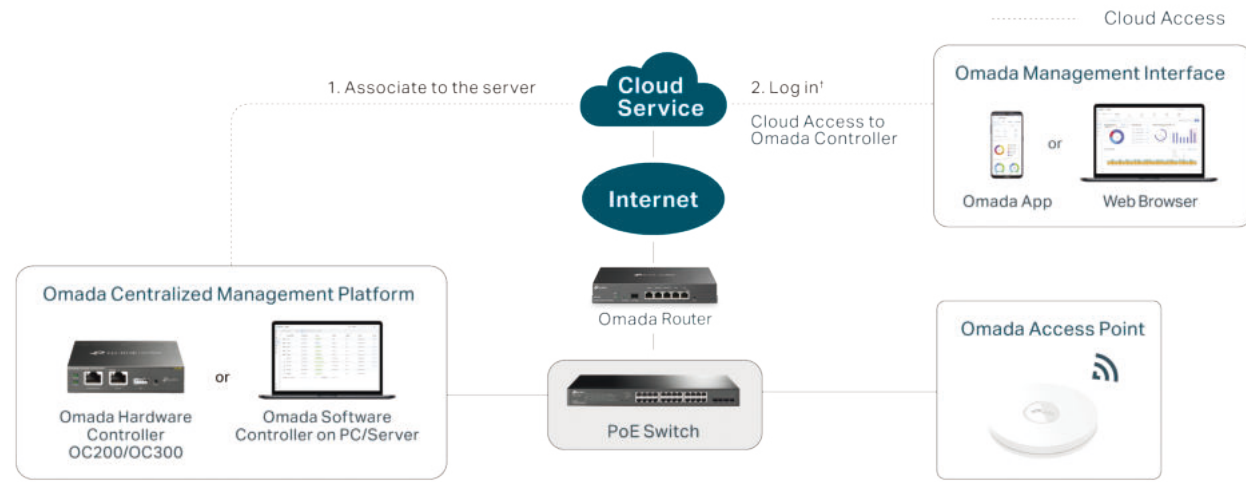 Cloud Access
Omada Management Interface
1. Associate to the server
Cloud
Service
2. Log in†
Cloud Access to
Omada Controller
or
Omada App
Web Browser
Internet
Omada Router
Omada Centralized Management Platform
or
Omada Hardware
Controller
OC200/OC300
Omada Software
Controller on PC/Server
PoE Switch
Omada Access Point